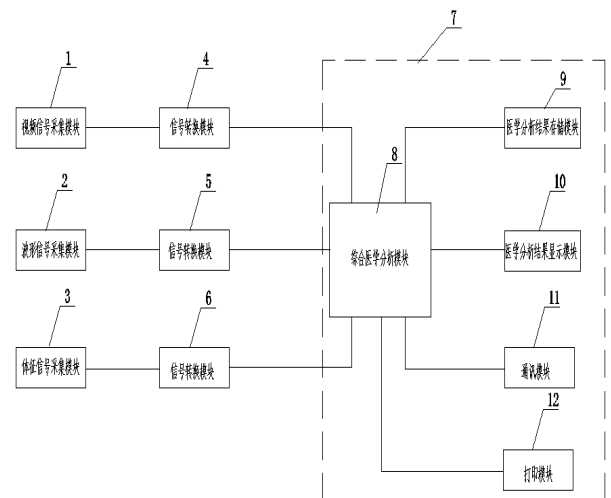 7
1
4
9
视频信号采集模块
信号转换模块
医学分析结果存储模块
8
2
5
10
波形信号采集模块
信号转换模块
综合医学分析模块
医学分析结果显示模块
3
6
11
体征信号采集模块
信号转换模块
通讯模块
12
打印模块